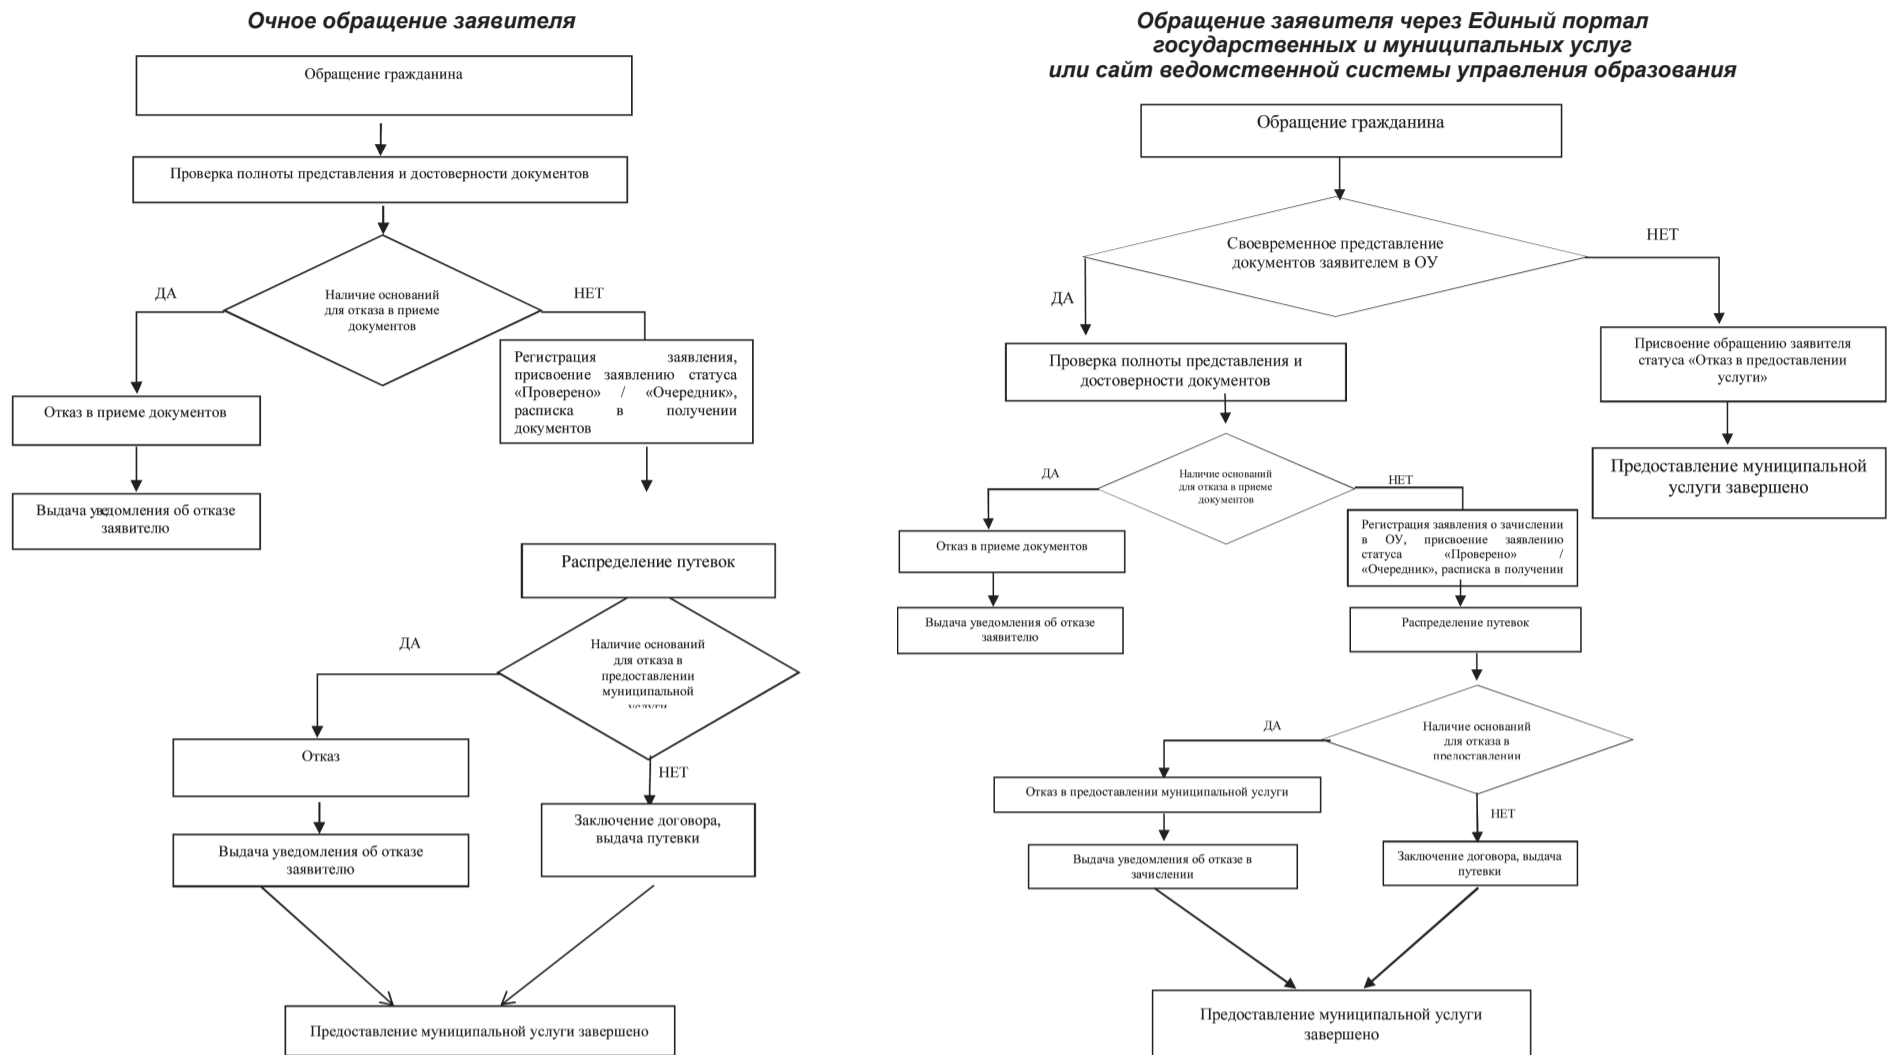 Очное обращение заявителя
Обращение гражданина
Проверка полноты представления и достоверности документов
ДА
Наличие оснований
для отказа в приеме
документов
НЕТ
Отказ в приеме документов
Выдача уведомления об отказе
заявителю
Регистрация заявления,
присвоение заявлению статуса
«Проверено» / «Очередник»,
расписка в получении
документов
Распределение путевок
ДА
Наличие оснований
для отказа в
предоставлении
муниципальной
услуги
НЕТ
Отказ
Выдача уведомления об отказе
заявителю
Заключение договора,
выдача путевки
Предоставление муниципальной услуги завершено
Обращение заявителя через Единый портал
государственных и муниципальных услуг
или сайт ведомственной системы управления образования
Обращение гражданина
Своевременное представление
документов заявителем в ОУ
НЕТ
ДА
Присвоение обращению заявителя
статуса «Отказ в предоставлении
услуги»
Предоставление муниципальной
услуги завершено
Проверка полноты представления и
достоверности документов
ДА
Наличие оснований
для отказа в приеме
документов
НЕТ
Отказ в приеме документов
Выдача уведомления об отказе
заявителю
Регистрация заявления о зачислении
в ОУ, присвоение заявлению
статуса «Проверено» /
«Очередник», расписка в получении
Распределение путевок
ДА
Наличие оснований
для отказа в
предоставлении
НЕТ
Отказ в предоставлении муниципальной услуги
Выдача уведомления об отказе в
зачислении
Заключение договора, выдача
путевки
Предоставление муниципальной услуги
завершено